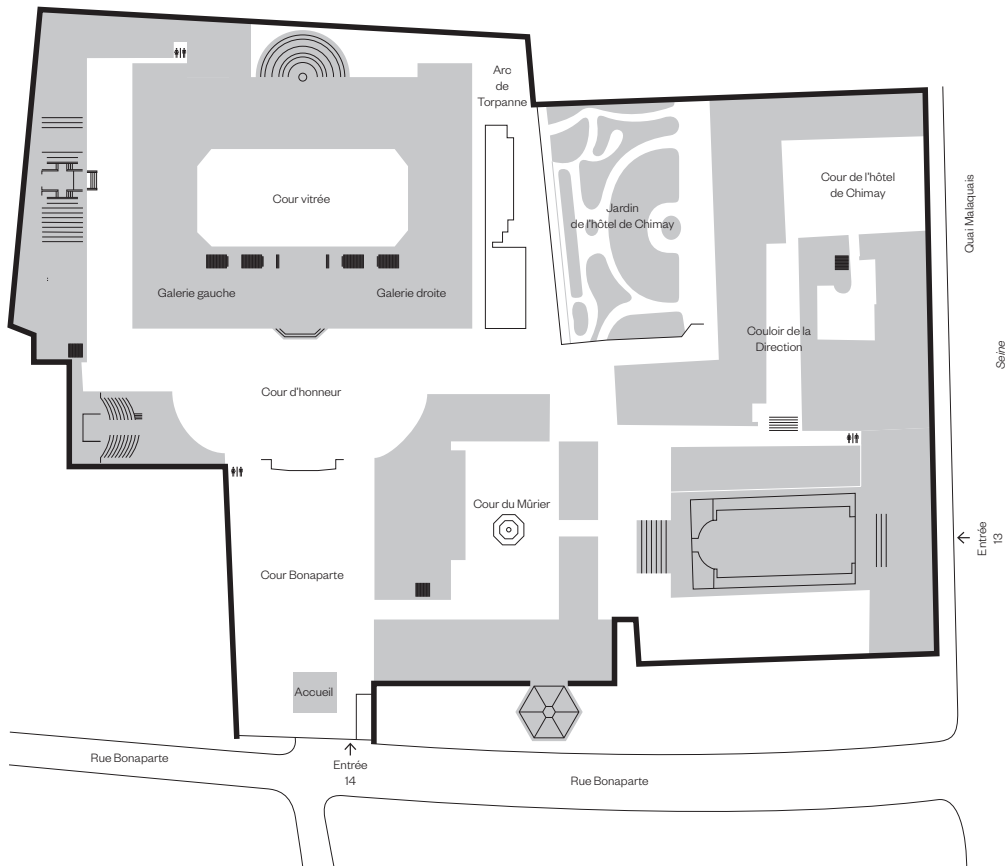 Arc
de
Torpanne
Cour vitrée
Cour de l'hôtel
de Chimay
Quai Malaquais
Jardin
de l'hôtel de Chimay
Galerie gauche
Galerie droite
Couloir de la
Direction
Seine
Cour d'honneur
Cour du Mûrier
Entrée
13
Cour Bonaparte
Accueil
Rue Bonaparte
Entrée
14
Rue Bonaparte